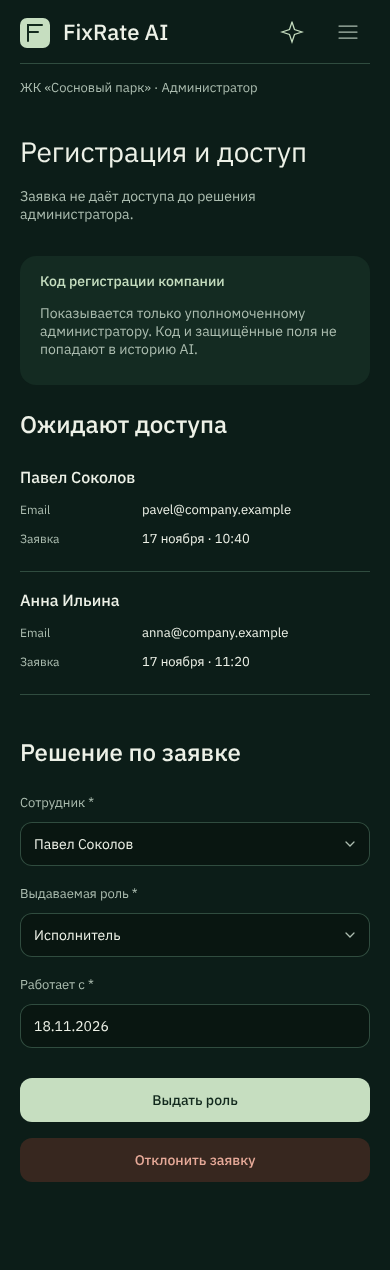 FixRate AI
ЖК «Сосновый парк» · Администратор
Регистрация и доступ
Заявка не даёт доступа до решения
администратора.
Код регистрации компании
Показывается только уполномоченному
администратору. Код и защищённые поля не
попадают в историю AI.
Ожидают доступа
Павел Соколов
Email pavel@company.example
Заявка 17 ноября · 10:40
Анна Ильина
Email anna@company.example
Заявка 17 ноября · 11:20
Решение по заявке
Сотрудник *
Павел Соколов
Выдаваемая роль *
Исполнитель
Работает с *
18.11.2026
Выдать роль
Отклонить заявку